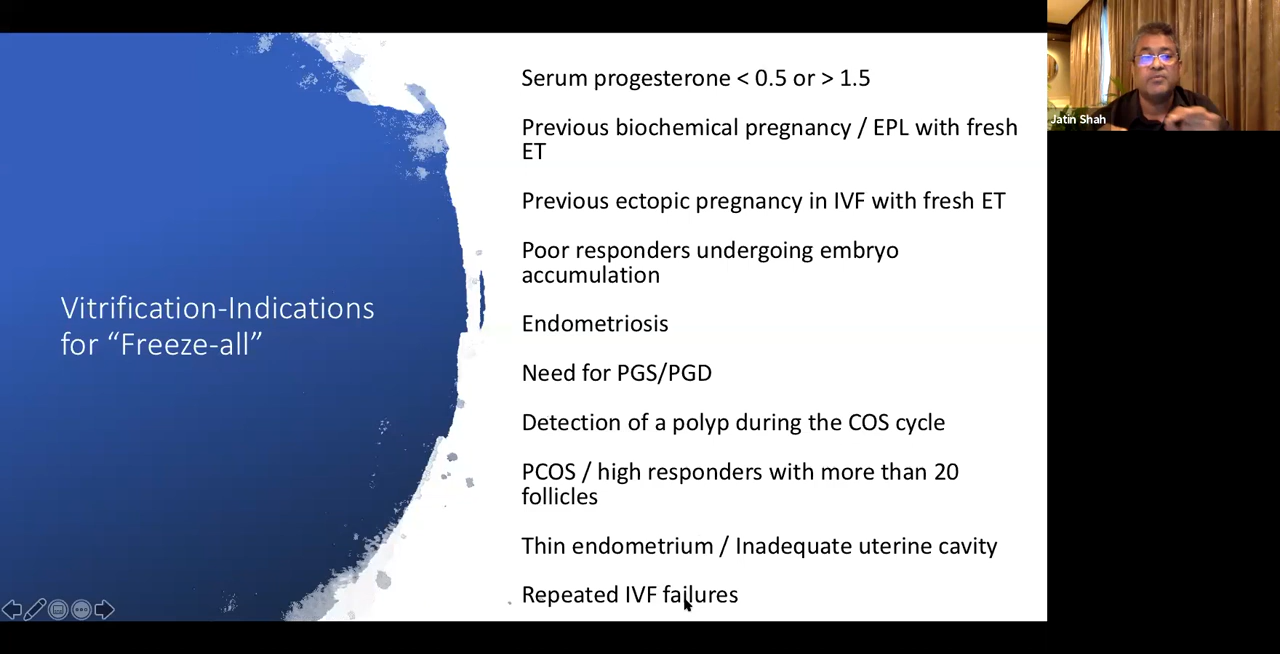 Vitrification-Indications
for “Freeze-all”
Serum progesterone < 0.5 or > 1.5
Previous biochemical pregnancy / EPL with fresh
ET
Previous ectopic pregnancy in IVF with fresh ET
Poor responders undergoing embryo
accumulation
Endometriosis
Need for PGS/PGD
Detection of a polyp during the COS cycle
PCOS / high responders with more than 20
follicles
Thin endometrium / Inadequate uterine cavity
Repeated IVF failures
Jatin Shah